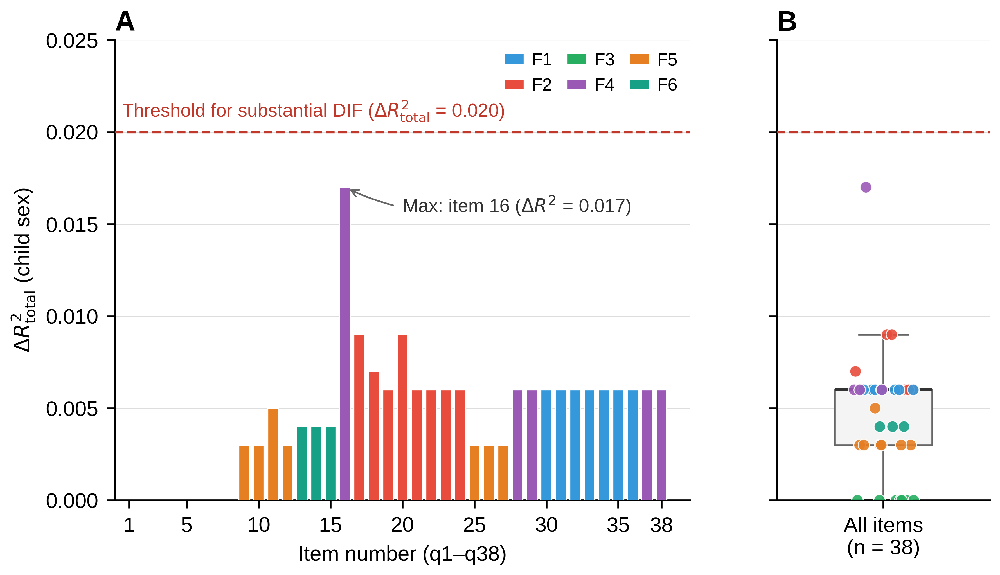 A
B
0.025
0.020
0.015
0.010
0.005
0.000
ΔR²total (child sex)
F1 F3 F5
F2 F4 F6
Threshold for substantial DIF (ΔR²total = 0.020)
Max: item 16 (ΔR² = 0.017)
1 5 10 15 20 25 30 35 38
Item number (q1–q38)
All items
(n = 38)